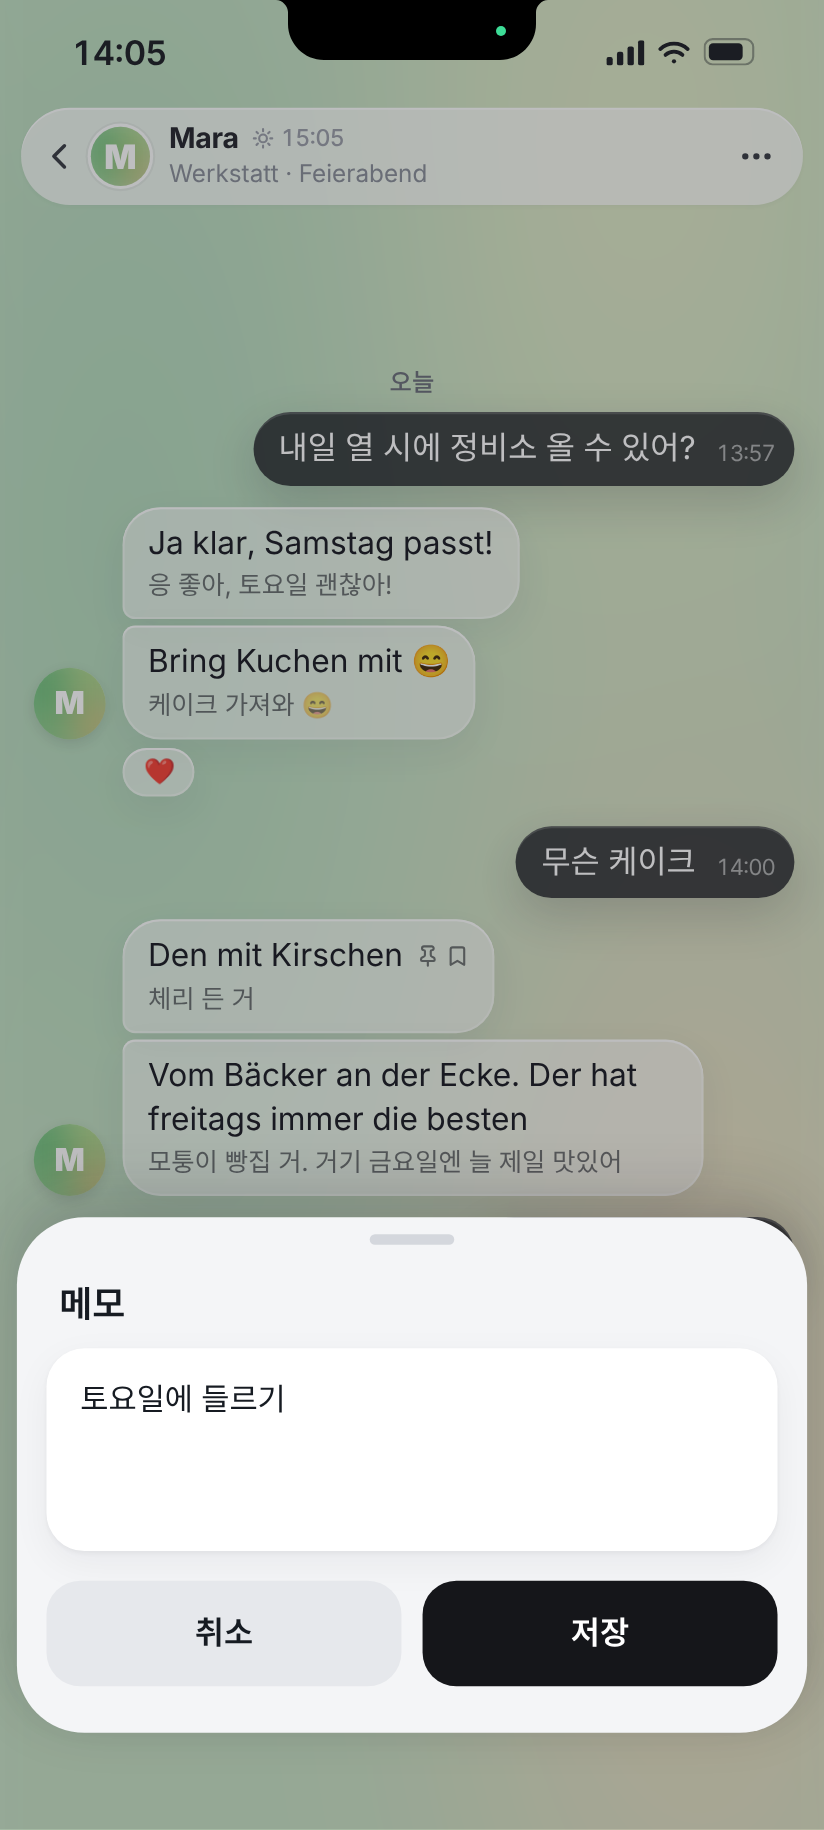 14:05
M
Mara 15:05
Werkstatt · Feierabend
오늘
내일 열 시에 정비소 올 수 있어? 13:57
Ja klar, Samstag passt!
응 좋아, 토요일 괜찮아!
Bring Kuchen mit 😄
케이크 가져와 😄
M
❤️
무슨 케이크 14:00
Den mit Kirschen
체리 든 거
Vom Bäcker an der Ecke. Der hat
freitags immer die besten
모퉁이 빵집 거. 거기 금요일엔 늘 제일 맛있어
M
메모
토요일에 들르기
취소
저장